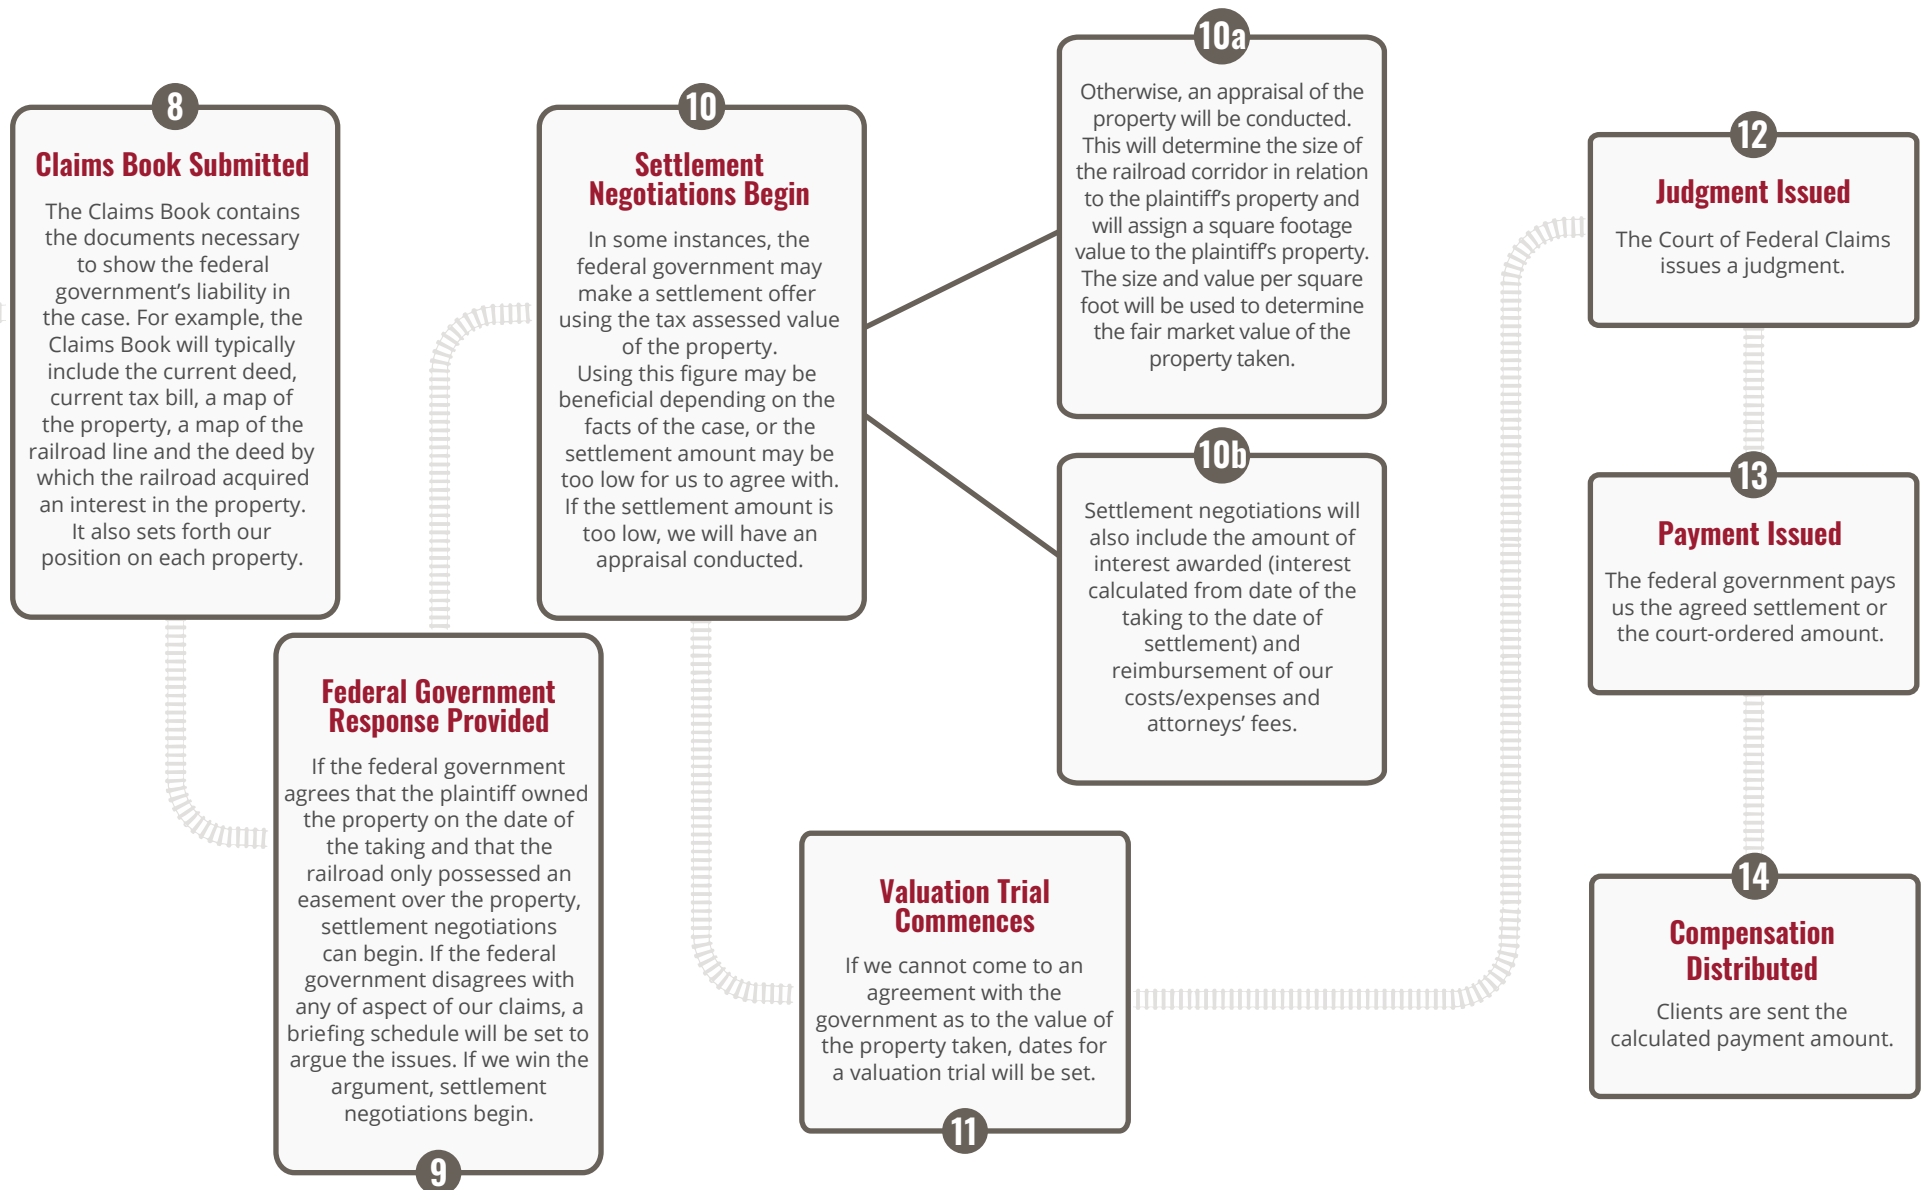 8
Claims Book Submitted
The Claims Book contains
the documents necessary
to show the federal
government’s liability in
the case. For example, the
Claims Book will typically
include the current deed,
current tax bill, a map of
the property, a map of the
railroad line and the deed by
which the railroad acquired
an interest in the property.
It also sets forth our
position on each property.
Federal Government
Response Provided
If the federal government
agrees that the plaintiff owned
the property on the date of
the taking and that the
railroad only possessed an
easement over the property,
settlement negotiations
can begin. If the federal
government disagrees with
any of aspect of our claims, a
briefing schedule will be set to
argue the issues. If we win the
argument, settlement
negotiations begin.
9
10
Settlement
Negotiations Begin
In some instances, the
federal government may
make a settlement offer
using the tax assessed value
of the property.
Using this figure may be
beneficial depending on the
facts of the case, or the
settlement amount may be
too low for us to agree with.
If the settlement amount is
too low, we will have an
appraisal conducted.
10a
Otherwise, an appraisal of the
property will be conducted.
This will determine the size of
the railroad corridor in relation
to the plaintiff’s property and
will assign a square footage
value to the plaintiff’s property.
The size and value per square
foot will be used to determine
the fair market value of the
property taken.
10b
Settlement negotiations will
also include the amount of
interest awarded (interest
calculated from date of the
taking to the date of
settlement) and
reimbursement of our
costs/expenses and
attorneys’ fees.
Valuation Trial
Commences
If we cannot come to an
agreement with the
government as to the value of
the property taken, dates for
a valuation trial will be set.
11
12
Judgment Issued
The Court of Federal Claims
issues a judgment.
13
Payment Issued
The federal government pays
us the agreed settlement or
the court-ordered amount.
14
Compensation
Distributed
Clients are sent the
calculated payment amount.